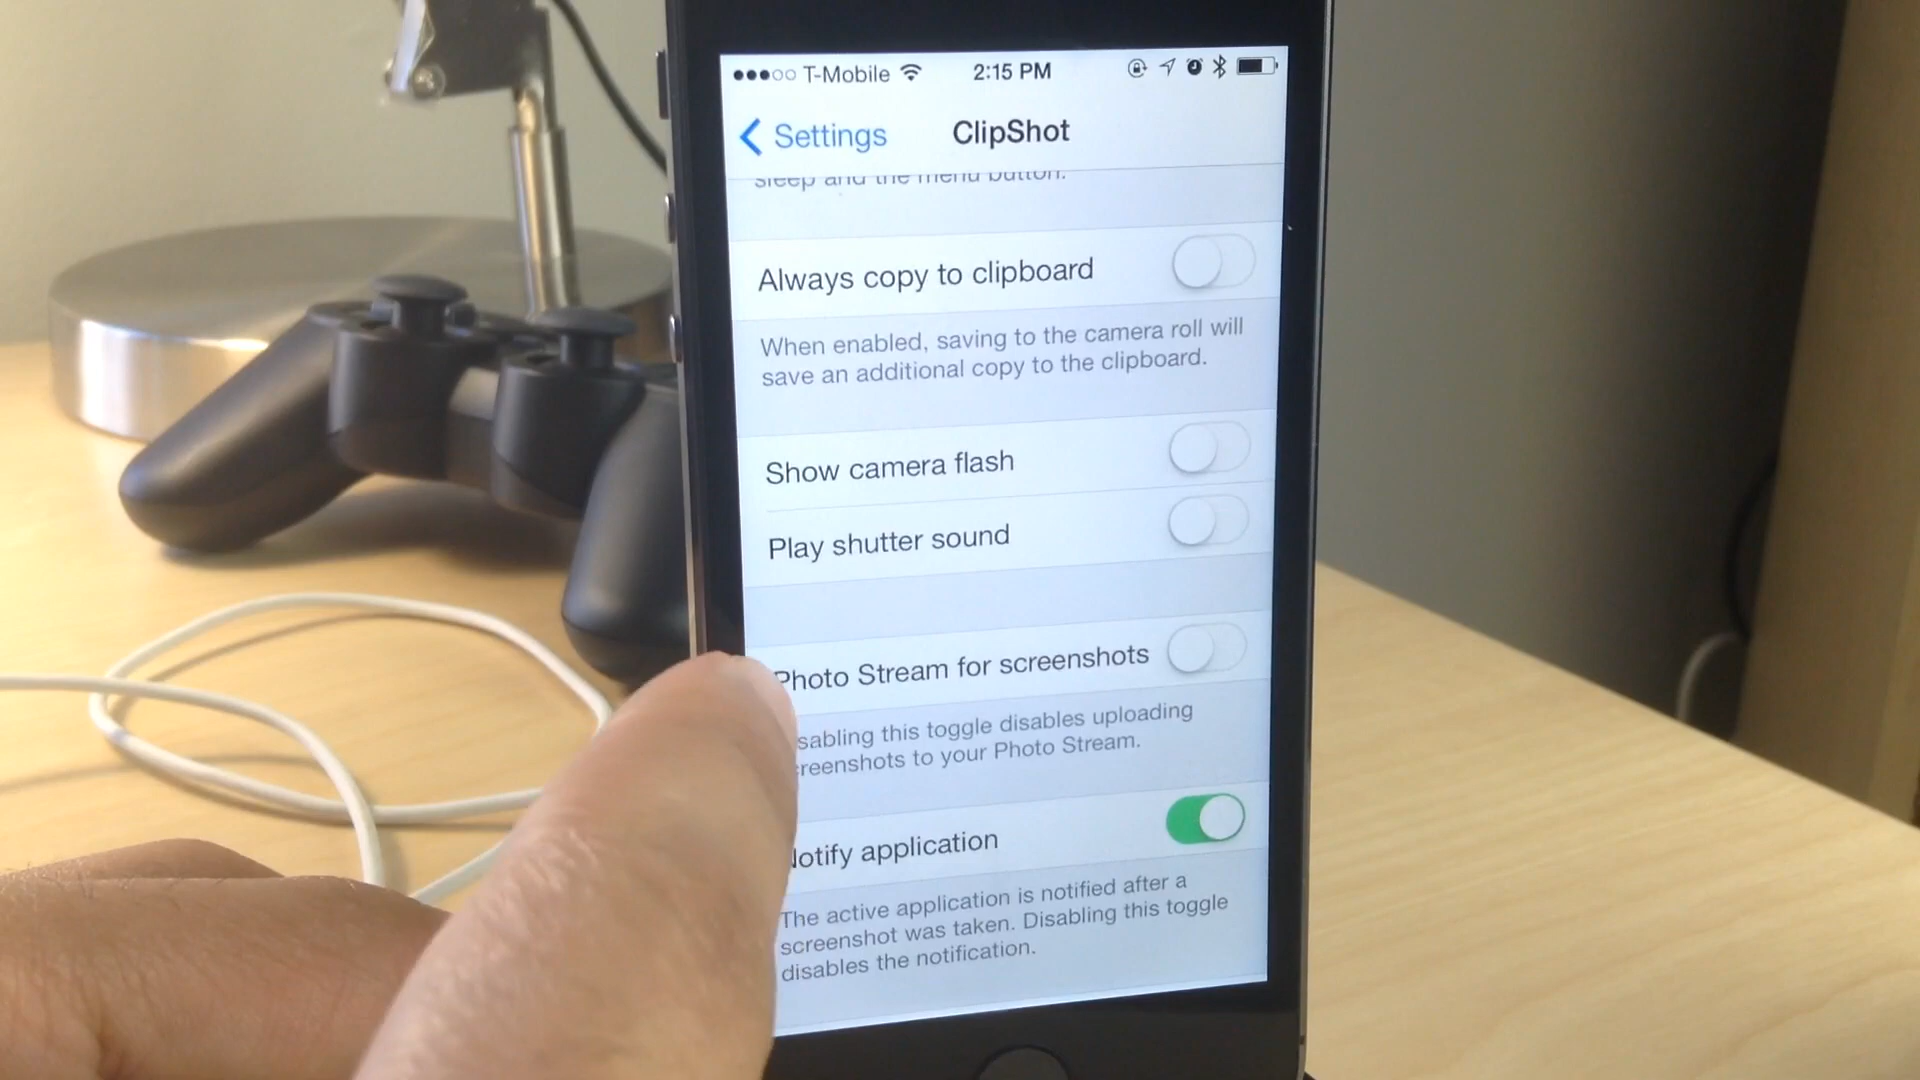 T-Mobile 2:15 PM
Settings ClipShot
sleep and the menu button.
Always copy to clipboard
When enabled, saving to the camera roll will
save an additional copy to the clipboard.
Show camera flash
Play shutter sound
Photo Stream for screenshots
sabling this toggle disables uploading
reenshots to your Photo Stream.
otify application
The active application is notified after a
screenshot was taken. Disabling this toggle
disables the notification.